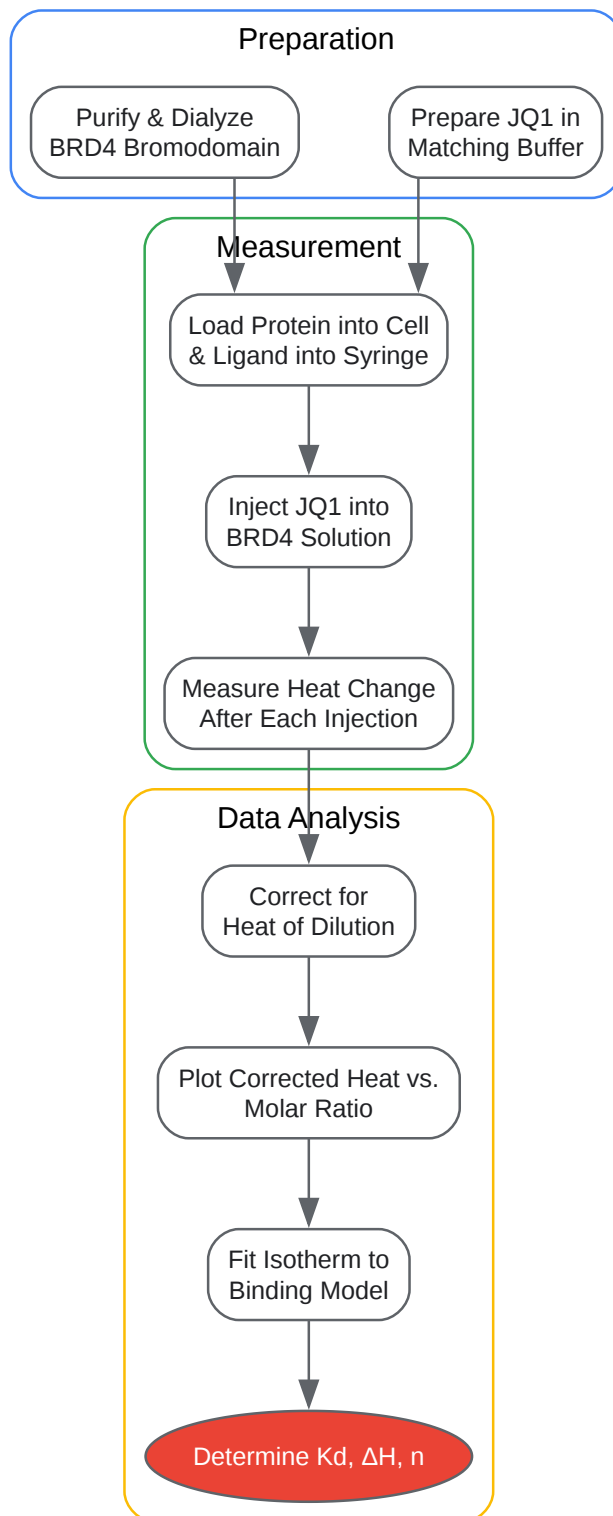 Preparation
Purify & Dialyze
BRD4 Bromodomain
Prepare JQ1 in
Matching Buffer
Measurement
Load Protein into Cell
& Ligand into Syringe
Inject JQ1 into
BRD4 Solution
Measure Heat Change
After Each Injection
Data Analysis
Correct for
Heat of Dilution
Plot Corrected Heat vs.
Molar Ratio
Fit Isotherm to
Binding Model
Determine Kd, ΔH, n